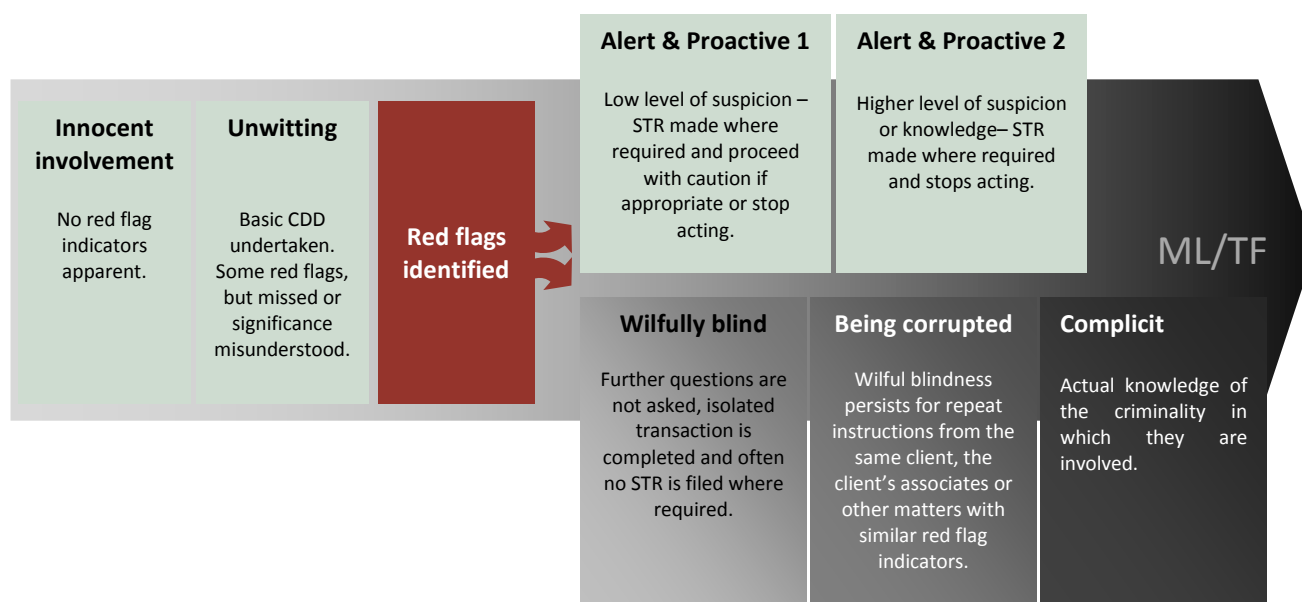 Innocent
involvement
No red flag
indicators
apparent.
Unwitting
Basic CDD
undertaken.
Some red flags,
but missed or
significance
misunderstood.
Red flags
identified
Alert & Proactive 1
Low level of suspicion –
STR made where
required and proceed
with caution if
appropriate or stop
acting.
Alert & Proactive 2
Higher level of suspicion
or knowledge– STR
made where required
and stops acting.
ML/TF
Wilfully blind
Further questions are
not asked, isolated
transaction is
completed and often
no STR is filed where
required.
Being corrupted
Wilful blindness
persists for repeat
instructions from the
same client, the
client’s associates or
other matters with
similar red flag
indicators.
Complicit
Actual knowledge of
the criminality in
which they are
involved.